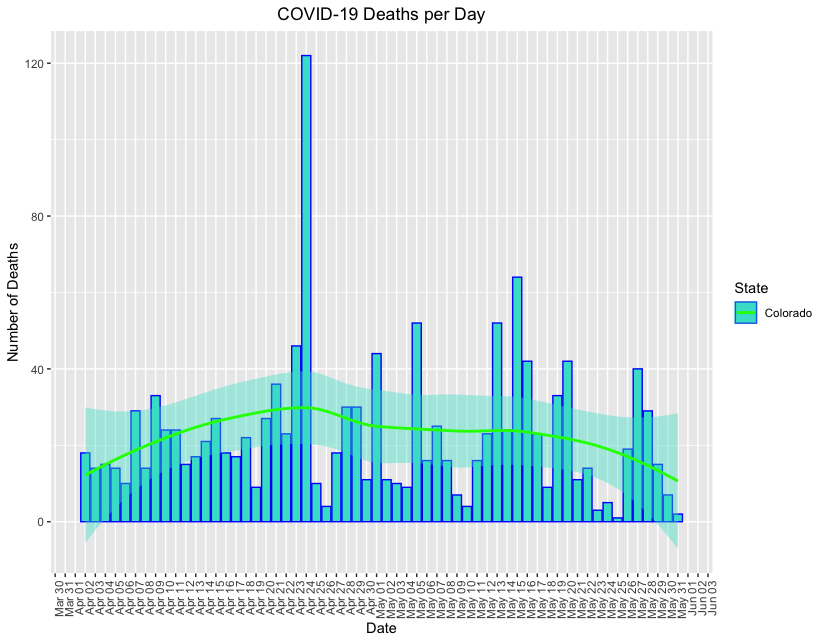 COVID-19 Deaths per Day
120
80
40
0
Number of Deaths
Mar 30
Mar 31
Apr 01
Apr 02
Apr 03
Apr 04
Apr 05
Apr 06
Apr 07
Apr 08
Apr 09
Apr 10
Apr 11
Apr 12
Apr 13
Apr 14
Apr 15
Apr 16
Apr 17
Apr 18
Apr 19
Apr 20
Apr 21
Apr 22
Apr 23
Apr 24
Apr 25
Apr 26
Apr 27
Apr 28
Apr 29
Apr 30
May 01
May 02
May 03
May 04
May 05
May 06
May 07
May 08
May 09
May 10
May 11
May 12
May 13
May 14
May 15
May 16
May 17
May 18
May 19
May 20
May 21
May 22
May 23
May 24
May 25
May 26
May 27
May 28
May 29
May 30
May 31
Jun 01
Jun 02
Jun 03
Date
State
Colorado